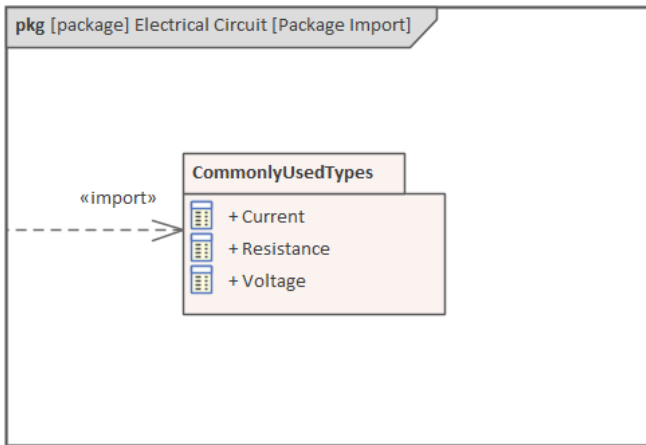 pkg [package] Electrical Circuit [Package Import]
CommonlyUsedTypes
«import»
+ Current
+ Resistance
+ Voltage